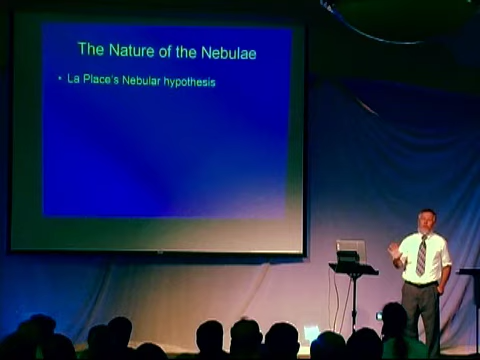 The Nature of the Nebulae
• La Place's Nebular hypothesis